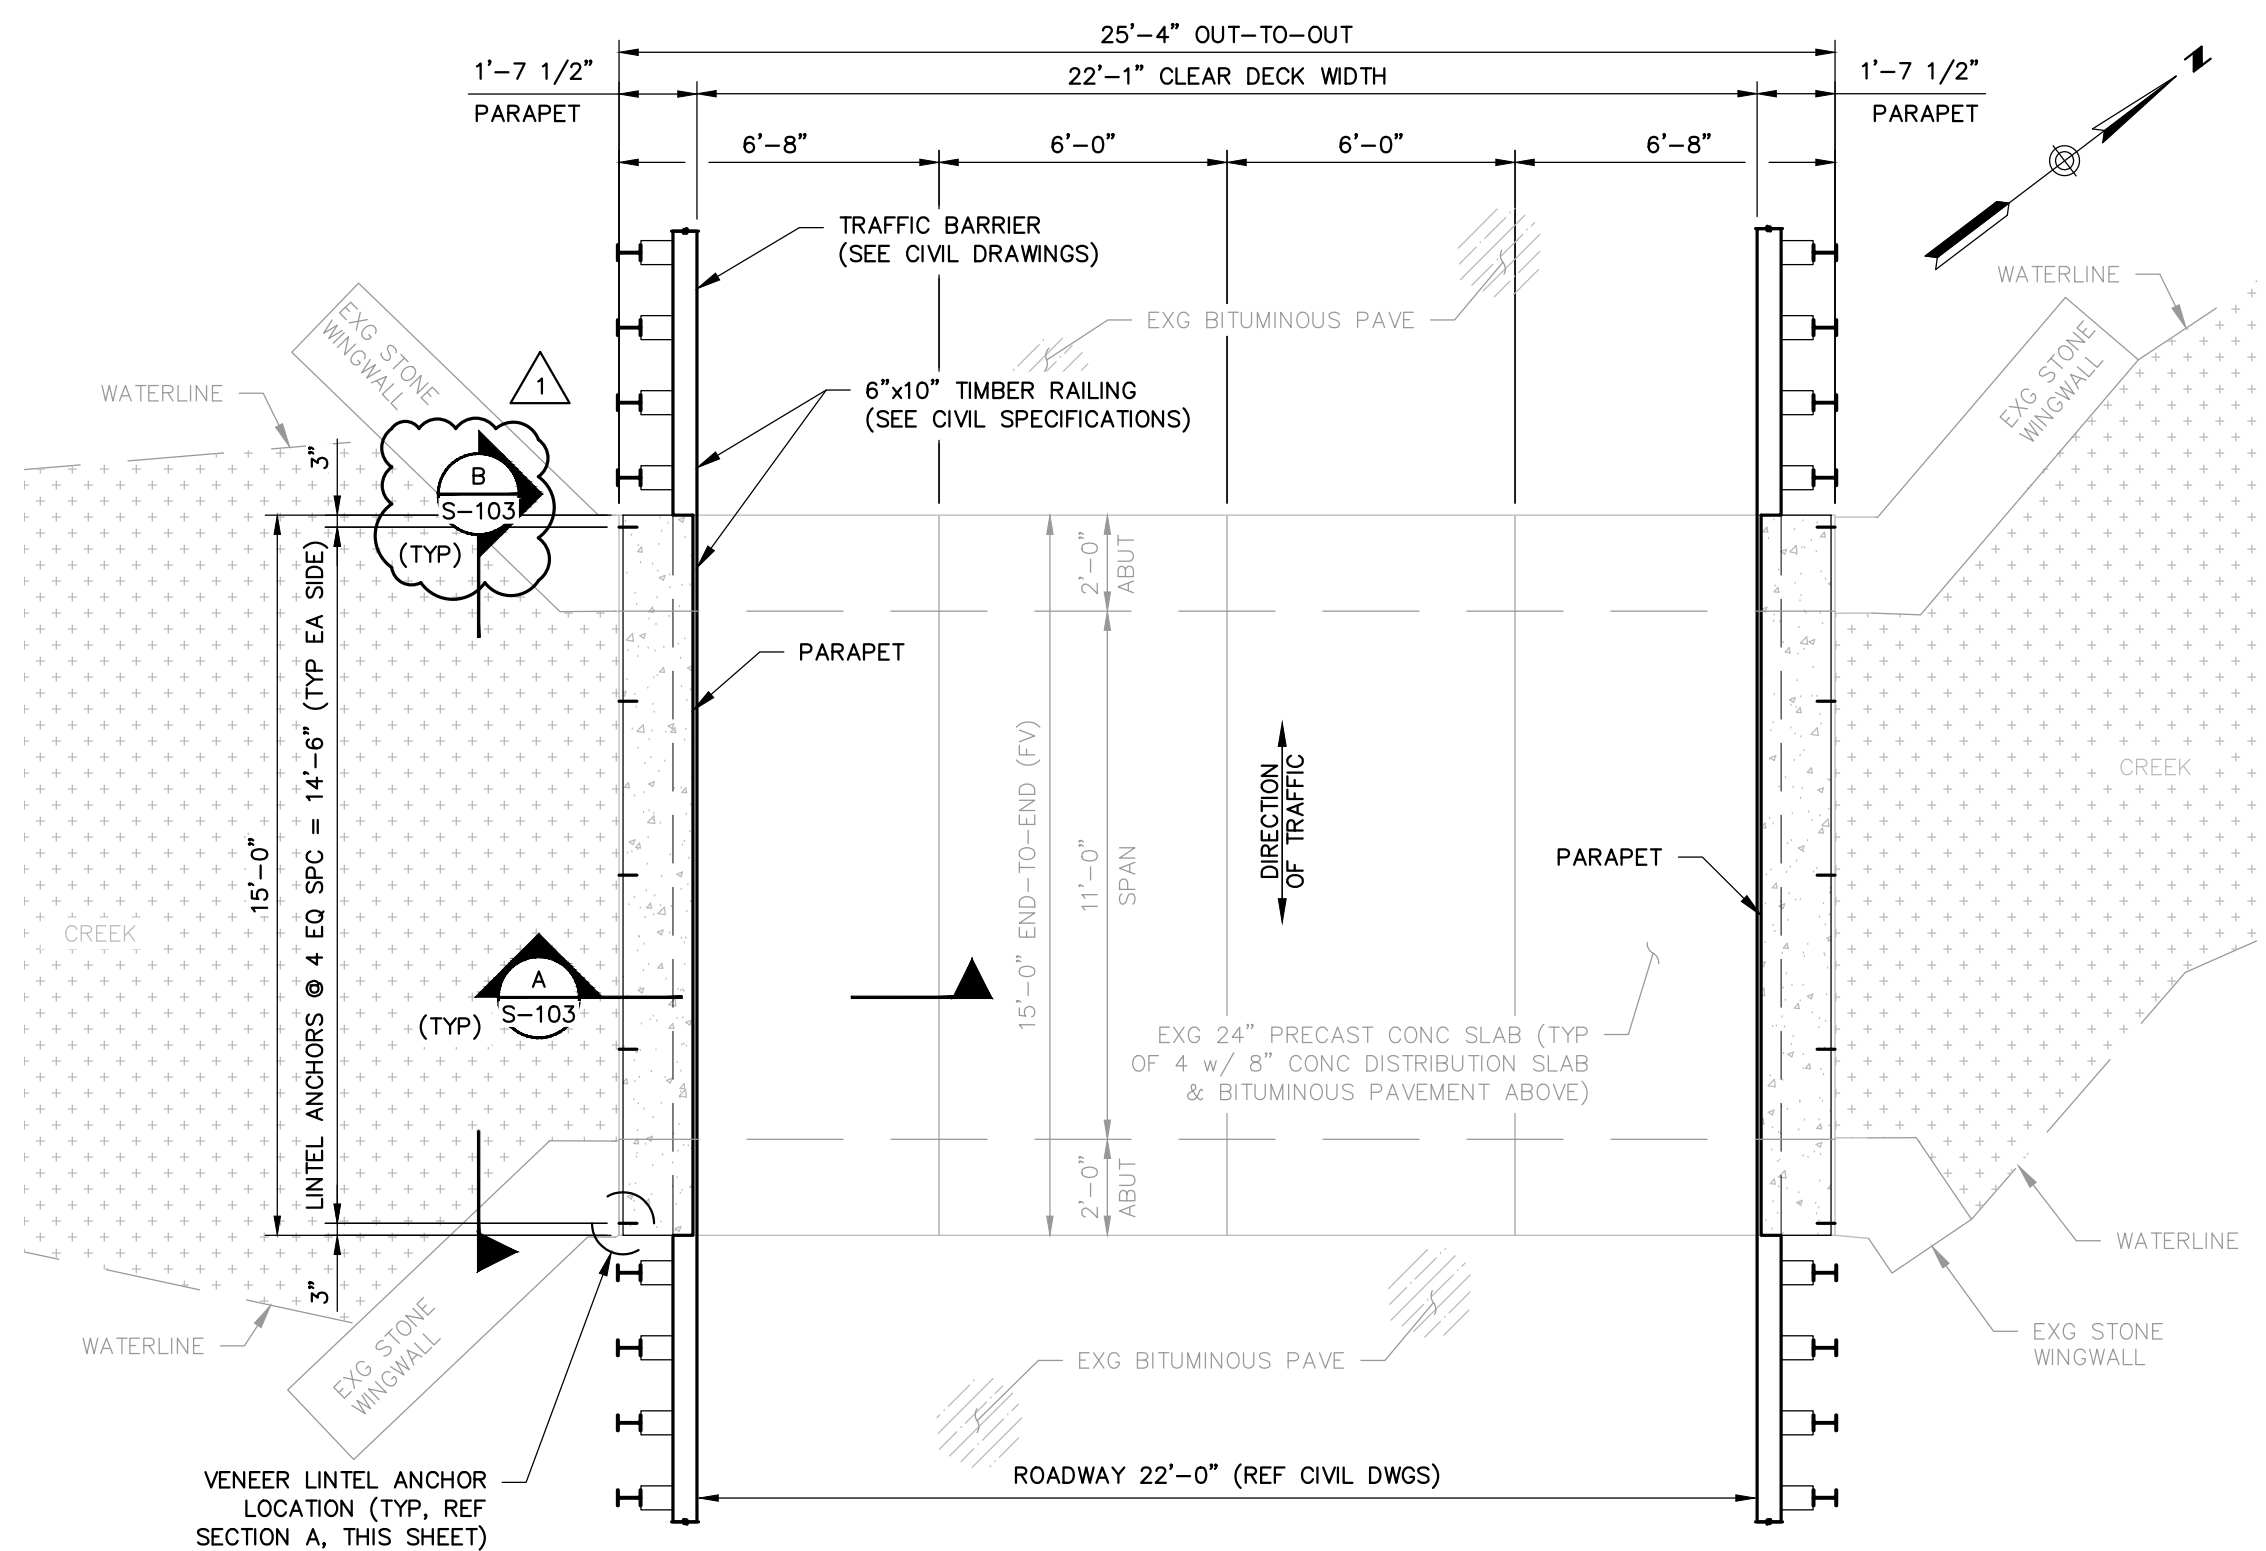 25'-4" OUT-TO-OUT
1'-7 1/2"
PARAPET
22'-1" CLEAR DECK WIDTH
1'-7 1/2"
PARAPET
N
6'-8"
6'-0"
6'-0"
6'-8"
TRAFFIC BARRIER
(SEE CIVIL DRAWINGS)
WATERLINE
EXG STONE
WINGWALL
EXG BITUMINOUS PAVE
EXG STONE
WINGWALL
1
WATERLINE
6"x10" TIMBER RAILING
(SEE CIVIL SPECIFICATIONS)
3"
B
S-103
(TYP)
2'-0"
ABUT
PARAPET
15'-0"
LINTEL ANCHORS @ 4 EQ SPC = 14'-6" (TYP EA SIDE)
15'-0" END-TO-END (FV)
11'-0"
SPAN
DIRECTION
OF TRAFFIC
CREEK
PARAPET
CREEK
A
S-103
(TYP)
EXG 24" PRECAST CONC SLAB (TYP
OF 4 w/ 8" CONC DISTRIBUTION SLAB
& BITUMINOUS PAVEMENT ABOVE)
2'-0"
ABUT
3"
WATERLINE
WATERLINE
EXG STONE
WINGWALL
EXG BITUMINOUS PAVE
EXG STONE
WINGWALL
VENEER LINTEL ANCHOR
LOCATION (TYP, REF
SECTION A, THIS SHEET)
ROADWAY 22'-0" (REF CIVIL DWGS)